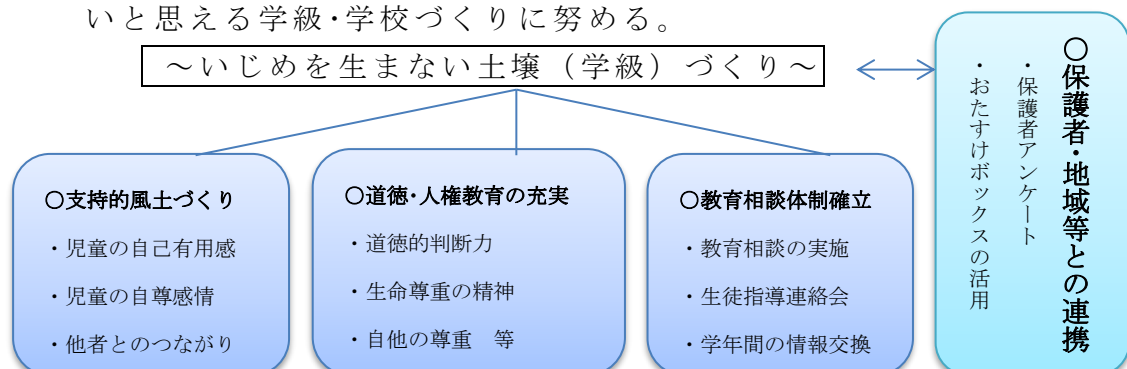 いと思える学級・学校づくりに努める。
～いじめを生まない土壌（学級）づくり～
〇支持的風土づくり
・児童の自己有用感
・児童の自尊感情
・他者とのつながり
〇道徳・人権教育の充実
・道徳的判断力
・生命尊重の精神
・自他の尊重　等
〇教育相談体制確立
・教育相談の実施
・生徒指導連絡会
・学年間の情報交換
〇保護者・地域等との連携
・保護者アンケート
・おたすけボックスの活用